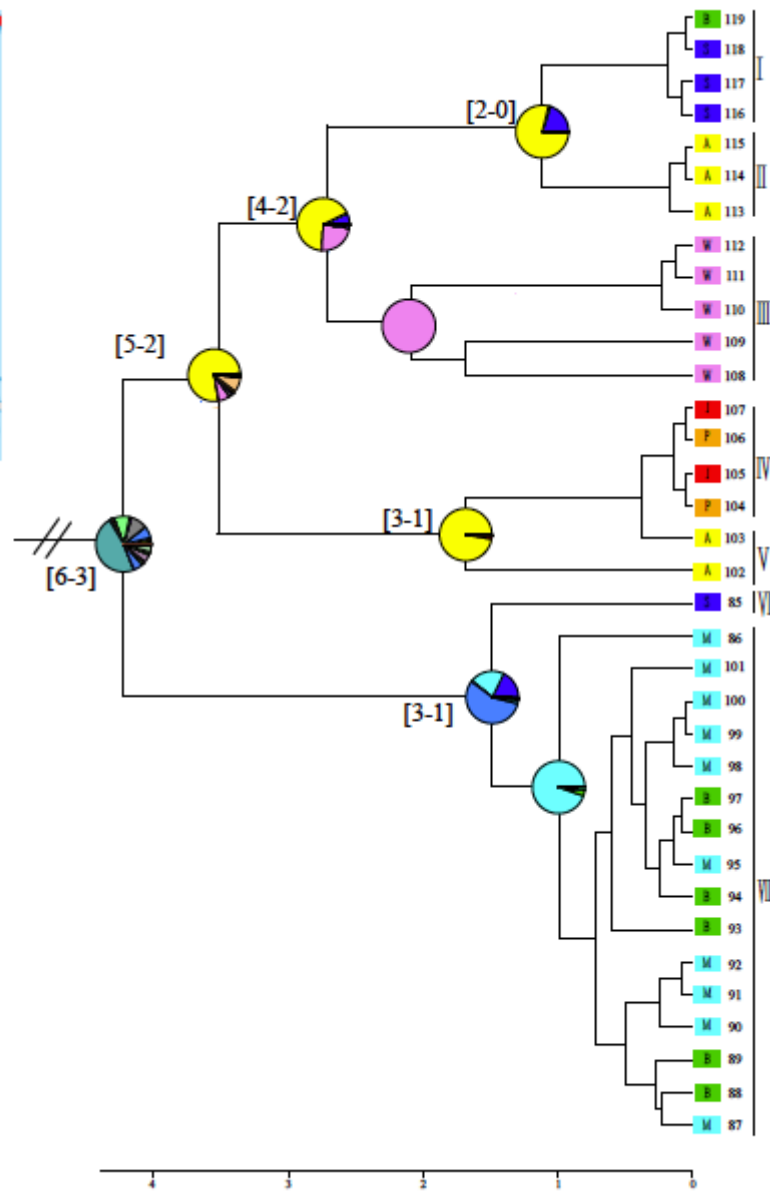 B 119
118
I
117
[2-0]
116
A 115
A 114
II
A 113
[4-2]
W 112
W 111
W 110
III
W 109
[5-2]
W 108
I 107
P 106
I 105
IV
P 104
[3-1]
A 103
V
[6-3]
A 102
85
VI
M 86
M 101
M 100
[3-1]
M 99
M 98
B 97
B 96
M 95
VII
B 94
B 93
M 92
M 91
M 90
B 89
B 88
M 87
4 3 2 1 0